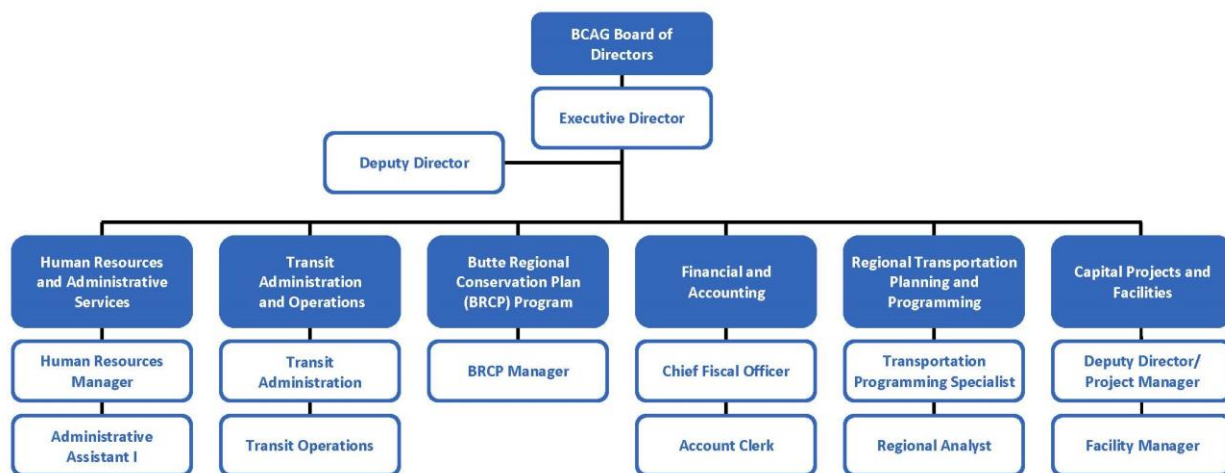 BCAG Board of
Directors
Executive Director
Deputy Director
Human Resources
and Administrative
Services
Transit
Administration
and Operations
Butte Regional
Conservation Plan
(BRCP) Program
Financial and
Accounting
Regional Transportation
Planning and
Programming
Capital Projects and
Facilities
Human Resources
Manager
Transit
Administration
BRCP Manager
Chief Fiscal Officer
Transportation
Programming Specialist
Deputy Director/
Project Manager
Administrative
Assistant I
Transit Operations
Account Clerk
Regional Analyst
Facility Manager